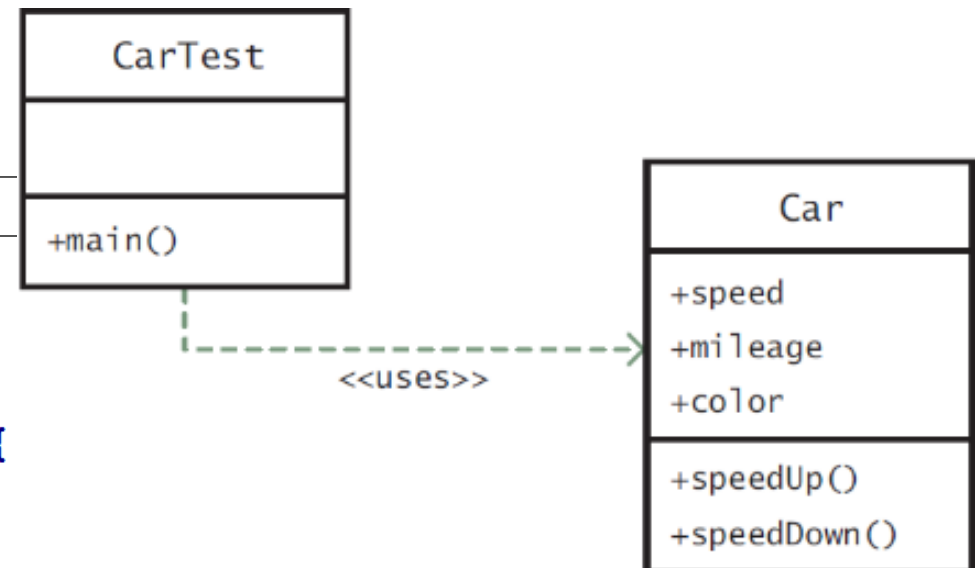 CarTest
+main()
<<uses>>
Car
+speed
+mileage
+color
+speedUp()
+speedDown()